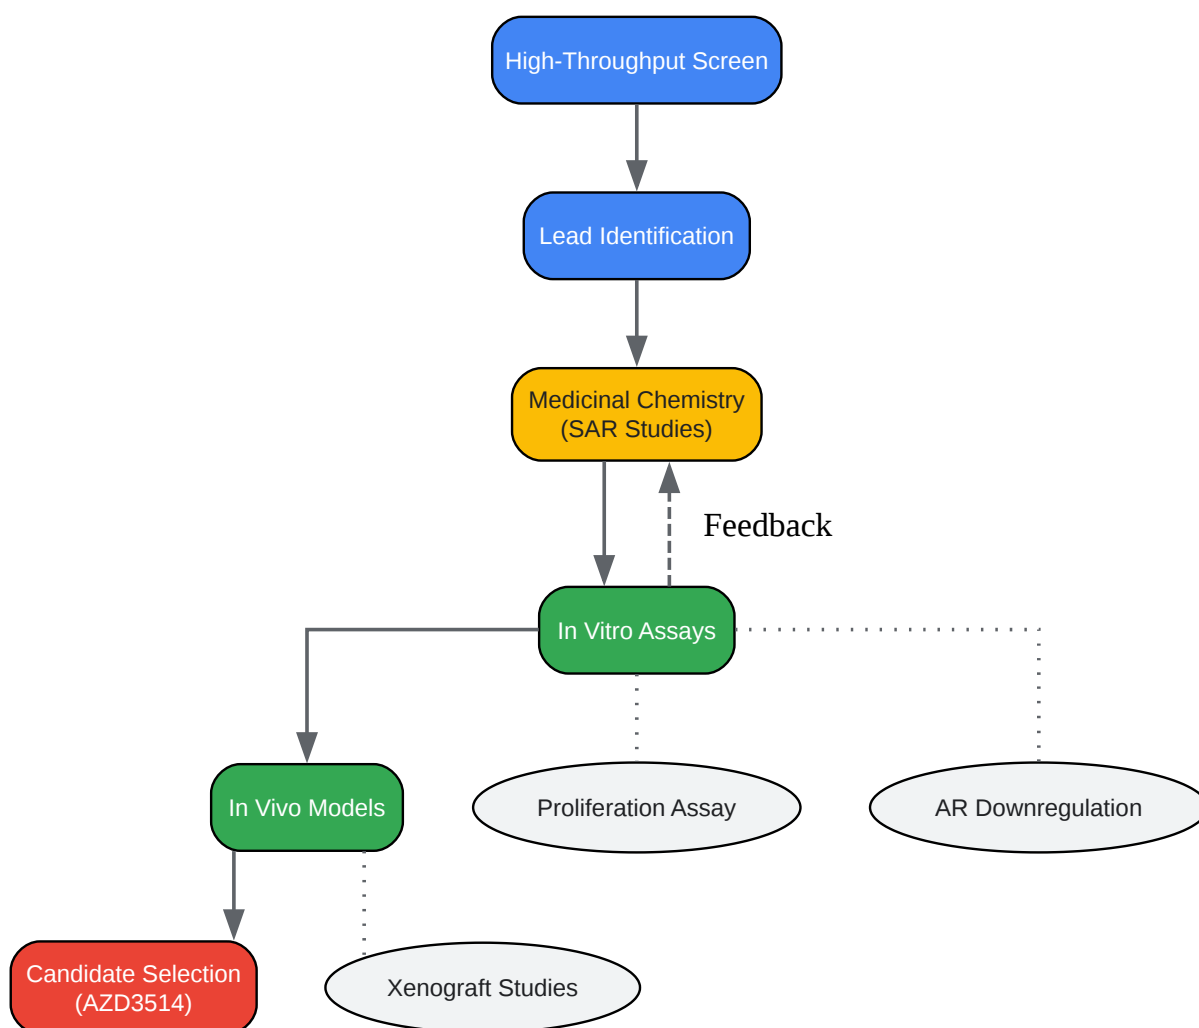 High-Throughput Screen
Lead Identification
Medicinal Chemistry
(SAR Studies)
Feedback
In Vitro Assays
In Vivo Models
Proliferation Assay
AR Downregulation
Candidate Selection
(AZD3514)
Xenograft Studies